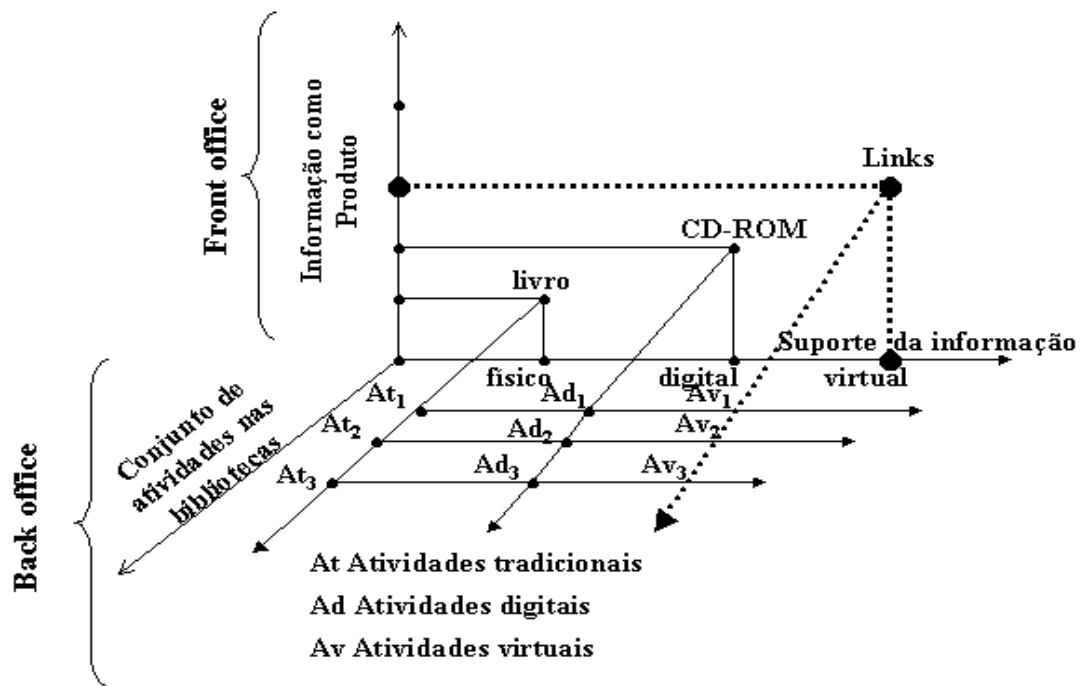 Front office
Informação como
Produto
Links
CD-ROM
livro
Suporte da informação
físico
digital
virtual
At1
Ad1
Av1
At2
Ad2
Av2
At3
Ad3
Av3
Conjunto de
atividades nas
bibliotecas
Back office
At Atividades tradicionais
Ad Atividades digitais
Av Atividades virtuais